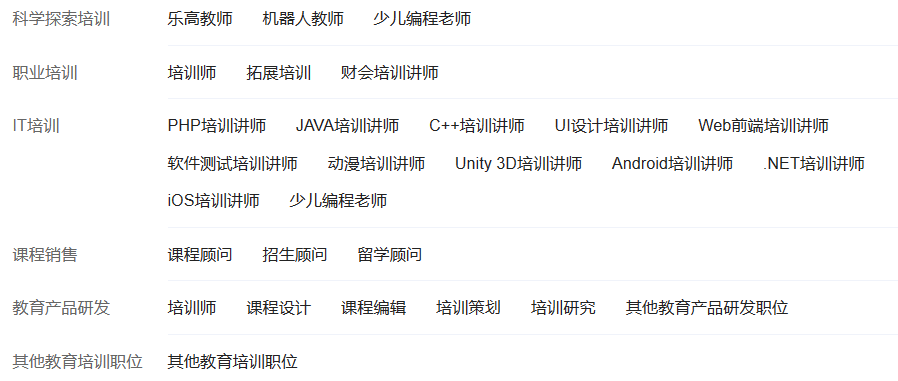 科学探索培训 乐高教师 机器人教师 少儿编程老师
职业培训 培训师 拓展培训 财会培训讲师
IT培训 PHP培训讲师 JAVA培训讲师 C++培训讲师 UI设计培训讲师 Web前端培训讲师
软件测试培训讲师 动漫培训讲师 Unity 3D培训讲师 Android培训讲师 .NET培训讲师
iOS培训讲师 少儿编程老师
课程销售 课程顾问 招生顾问 留学顾问
教育产品研发 培训师 课程设计 课程编辑 培训策划 培训研究 其他教育产品研发职位
其他教育培训职位 其他教育培训职位